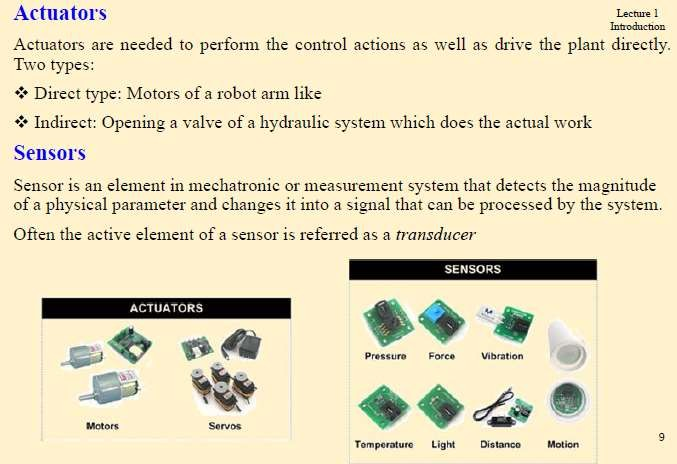 Actuators
Lecture 1
Introduction
Actuators are needed to perform the control actions as well as drive the plant directly.
Two types:
❖ Direct type: Motors of a robot arm like
❖ Indirect: Opening a valve of a hydraulic system which does the actual work
Sensors
Sensor is an element in mechatronic or measurement system that detects the magnitude
of a physical parameter and changes it into a signal that can be processed by the system.
Often the active element of a sensor is referred as a transducer
ACTUATORS
Motors
Servos
SENSORS
Pressure
Force
Vibration
Temperature
Light
Distance
Motion
9